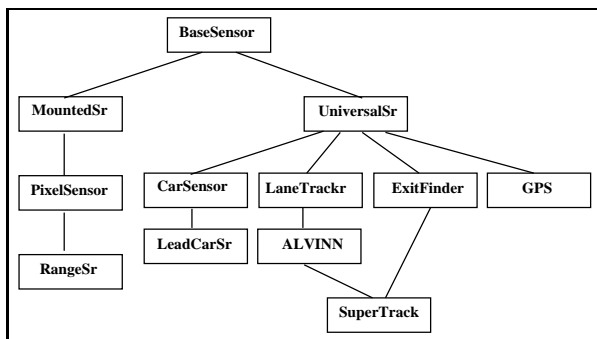 BaseSensor
MountedSr
UniversalSr
PixelSensor
CarSensor
LaneTrackr
ExitFinder
GPS
LeadCarSr
ALVINN
RangeSr
SuperTrack